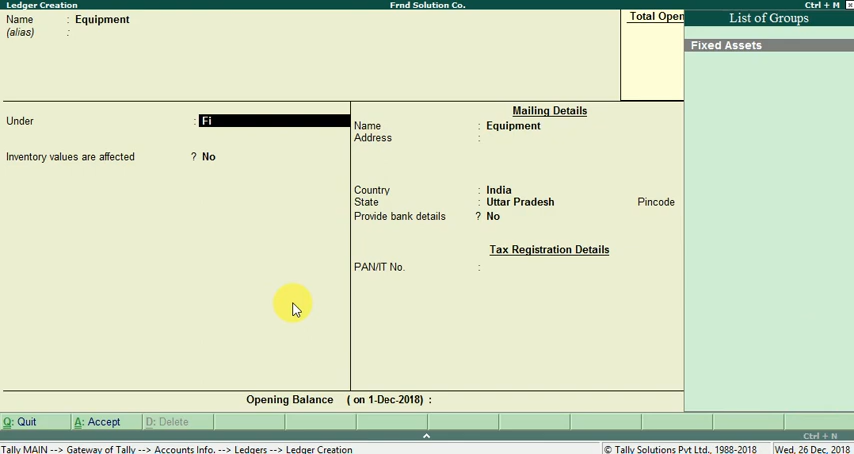 Ledger Creation
Frnd Solution Co.
Ctrl + M
Name : Equipment
(alias) :
Total Open
List of Groups
Fixed Assets
Under : Fi
Inventory values are affected ? No
Mailing Details
Name : Equipment
Address :
Country : India
State : Uttar Pradesh
Pincode
Provide bank details ? No
Tax Registration Details
PAN/IT No. :
Opening Balance ( on 1-Dec-2018) :
Q: Quit
A: Accept
D: Delete
Ctrl + N
Tally MAIN --> Gateway of Tally --> Accounts Info. --> Ledgers --> Ledger Creation
© Tally Solutions Pvt Ltd., 1988-2018
Wed, 26 Dec, 2018